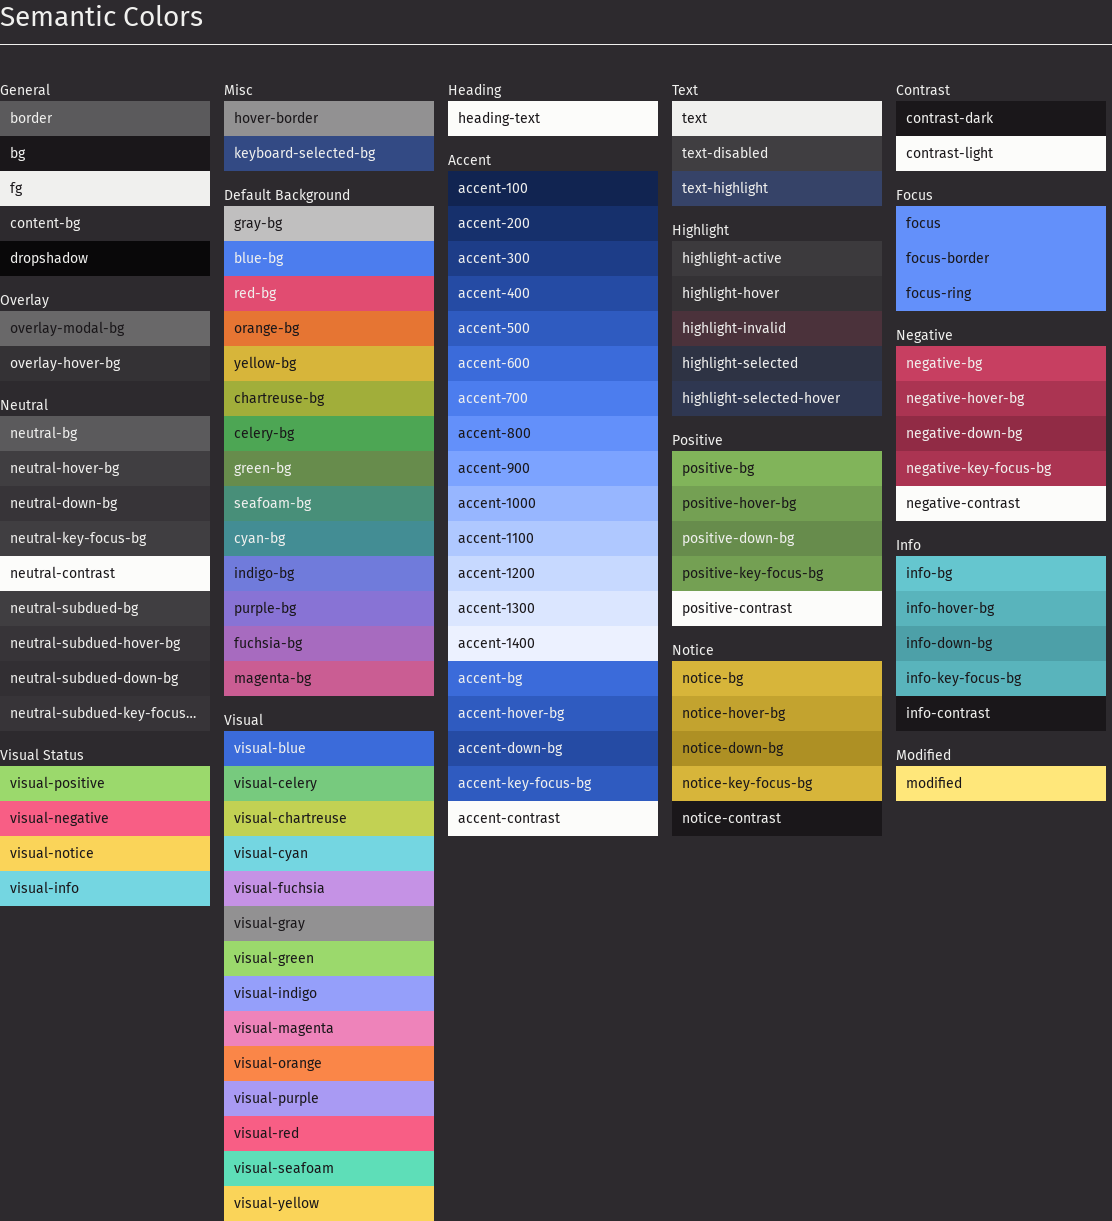 Semantic Colors
General
border
bg
fg
content-bg
dropshadow
Overlay
overlay-modal-bg
overlay-hover-bg
Neutral
neutral-bg
neutral-hover-bg
neutral-down-bg
neutral-key-focus-bg
neutral-contrast
neutral-subdued-bg
neutral-subdued-hover-bg
neutral-subdued-down-bg
neutral-subdued-key-focus...
Visual Status
visual-positive
visual-negative
visual-notice
visual-info
Misc
hover-border
keyboard-selected-bg
Default Background
gray-bg
blue-bg
red-bg
orange-bg
yellow-bg
chartreuse-bg
celery-bg
green-bg
seafoam-bg
cyan-bg
indigo-bg
purple-bg
fuchsia-bg
magenta-bg
Visual
visual-blue
visual-celery
visual-chartreuse
visual-cyan
visual-fuchsia
visual-gray
visual-green
visual-indigo
visual-magenta
visual-orange
visual-purple
visual-red
visual-seafoam
visual-yellow
Heading
heading-text
Accent
accent-100
accent-200
accent-300
accent-400
accent-500
accent-600
accent-700
accent-800
accent-900
accent-1000
accent-1100
accent-1200
accent-1300
accent-1400
accent-bg
accent-hover-bg
accent-down-bg
accent-key-focus-bg
accent-contrast
Text
text
text-disabled
text-highlight
Highlight
highlight-active
highlight-hover
highlight-invalid
highlight-selected
highlight-selected-hover
Positive
positive-bg
positive-hover-bg
positive-down-bg
positive-key-focus-bg
positive-contrast
Notice
notice-bg
notice-hover-bg
notice-down-bg
notice-key-focus-bg
notice-contrast
Contrast
contrast-dark
contrast-light
Focus
focus
focus-border
focus-ring
Negative
negative-bg
negative-hover-bg
negative-down-bg
negative-key-focus-bg
negative-contrast
Info
info-bg
info-hover-bg
info-down-bg
info-key-focus-bg
info-contrast
Modified
modified